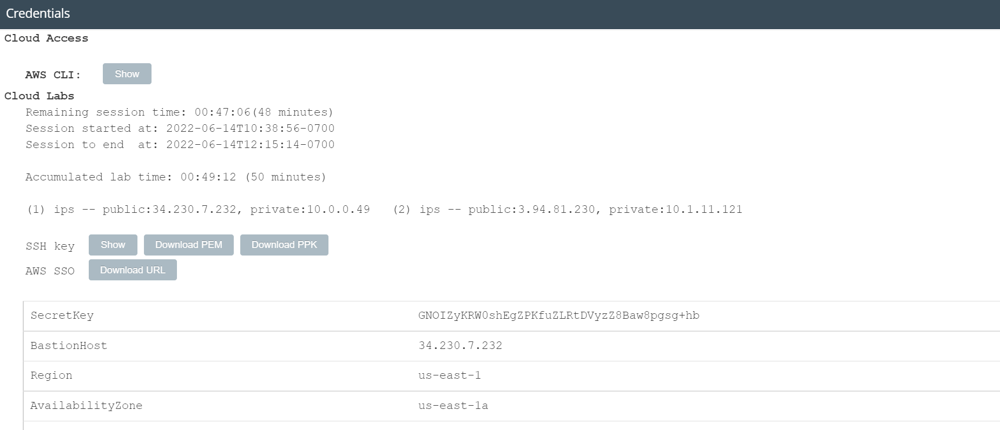 Credentials
Cloud Access
AWS CLI: Show
Cloud Labs
Remaining session time: 00:47:06(48 minutes)
Session started at: 2022-06-14T10:38:56-0700
Session to end  at: 2022-06-14T12:15:14-0700
Accumulated lab time: 00:49:12 (50 minutes)
(1) ips -- public:34.230.7.232, private:10.0.0.49   (2) ips -- public:3.94.81.230, private:10.1.11.121
SSH key Show Download PEM Download PPK
AWS SSO Download URL
SecretKey GNOIZyKRW0shEgZPKfuZLRtDVyzZ8Baw8pgsg+hb
BastionHost 34.230.7.232
Region us-east-1
AvailabilityZone us-east-1a